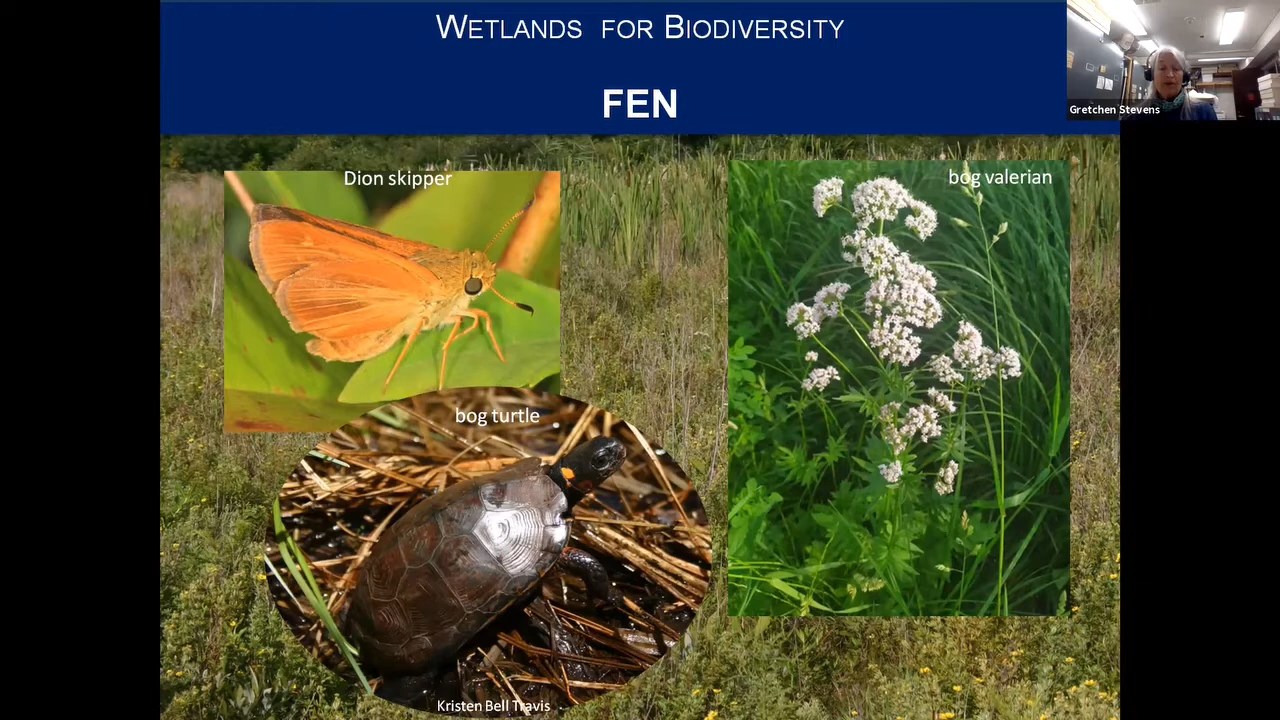 WETLANDS FOR BIODIVERSITY
FEN
Gretchen Stevens
Dion skipper
bog valerian
bog turtle
Kristen Bell Travis